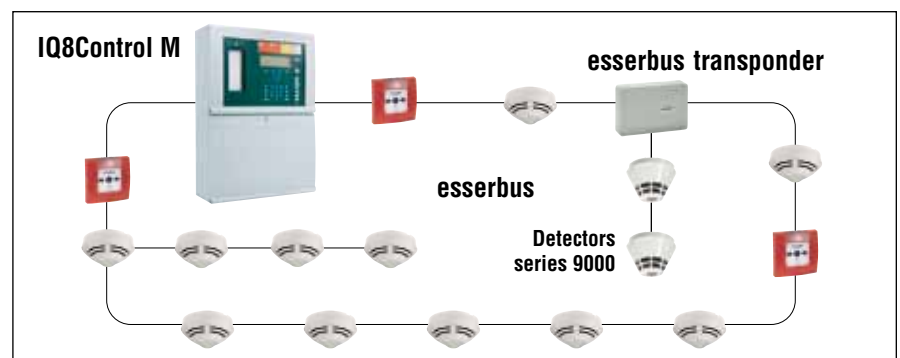 IQ8Control M
esserbus transponder
esserbus
Detectors
series 9000